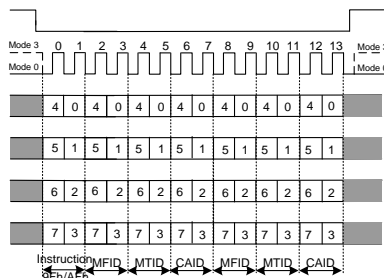 Mode 3 0 1 2 3 4 5 6 7 8 9 10 11 12 13 Mode 3
Mode 0 Mode 0
4 0 4 0 4 0 4 0 4 0 4 0 4 0
5 1 5 1 5 1 5 1 5 1 5 1 5 1
6 2 6 2 6 2 6 2 6 2 6 2 6 2
7 3 7 3 7 3 7 3 7 3 7 3 7 3
Instruction MFID MTID CAID MFID MTID CAID
9Fh/AFh